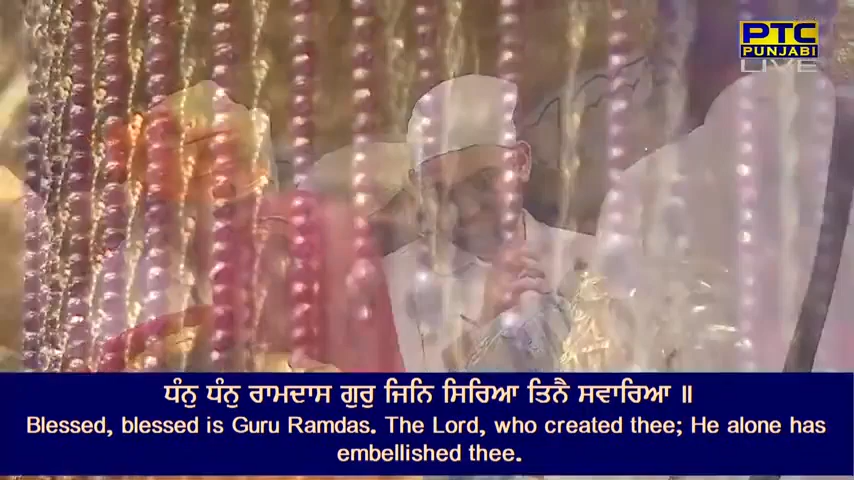 PTC
PUNJABI
LIVE
ਧੰਨੁ ਧੰਨੁ ਰਾਮਦਾਸ ਗੁਰੁ ਜਿਨਿ ਸਿਰਿਆ ਤਿਨੈ ਸਵਾਰਿਆ ॥
Blessed, blessed is Guru Ramdas. The Lord, who created thee; He alone has
embellished thee.